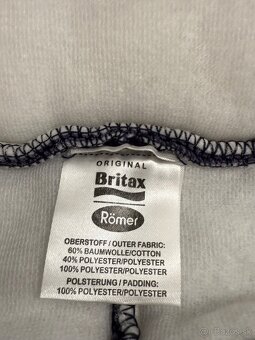 ORIGINAL
Britax
Römer
OBERSTOFF / OUTER FABRIC:
60% BAUMWOLLE/COTTON
40% POLYESTER/POLYESTER
100% POLYESTER/POLYESTER
POLSTERUNG / PADDING:
100% POLYESTER/POLYESTER